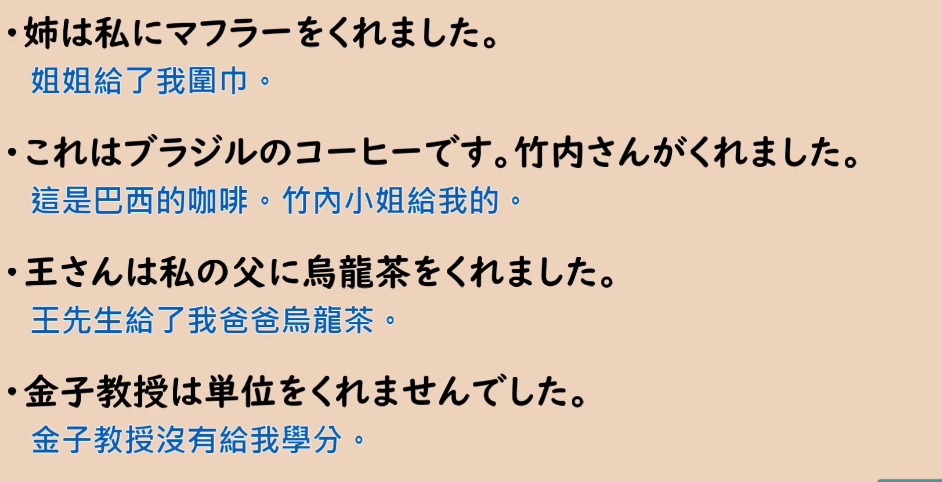 ・姉は私にマフラーをくれました。
姐姐給了我圍巾。
・これはブラジルのコーヒーです。竹内さんがくれました。
這是巴西的咖啡。竹內小姐給我的。
・王さんは私の父に烏龍茶をくれました。
王先生給了我爸爸烏龍茶。
・金子教授は単位をくれませんでした。
金子教授沒有給我學分。